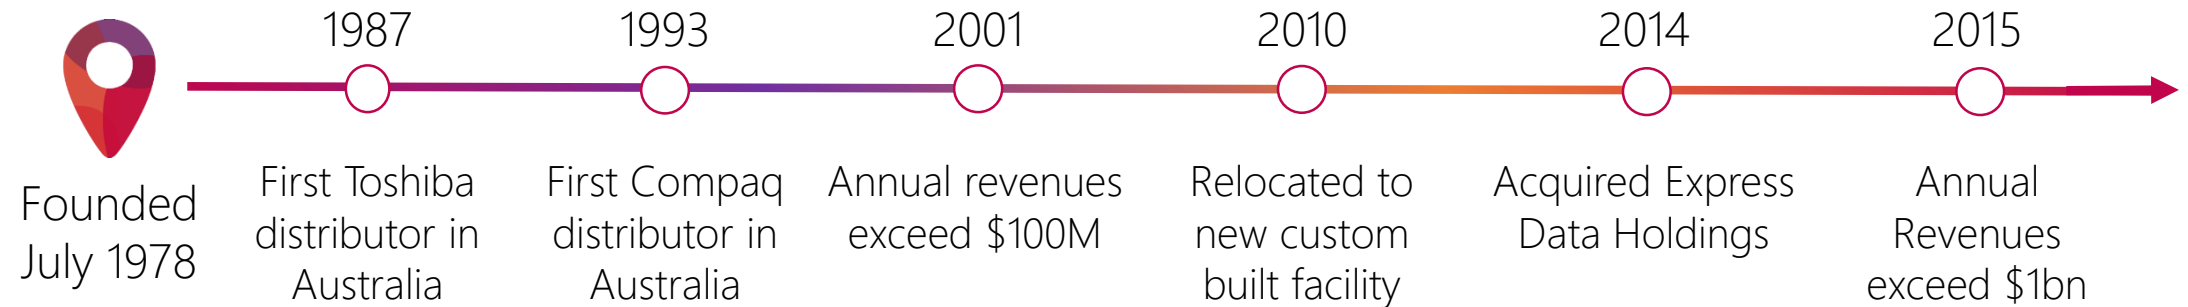 Founded
July 1978
1987
First Toshiba
distributor in
Australia
1993
First Compaq
distributor in
Australia
2001
Annual revenues
exceed $100M
2010
Relocated to
new custom
built facility
2014
Acquired Express
Data Holdings
2015
Annual
Revenues
exceed $1bn